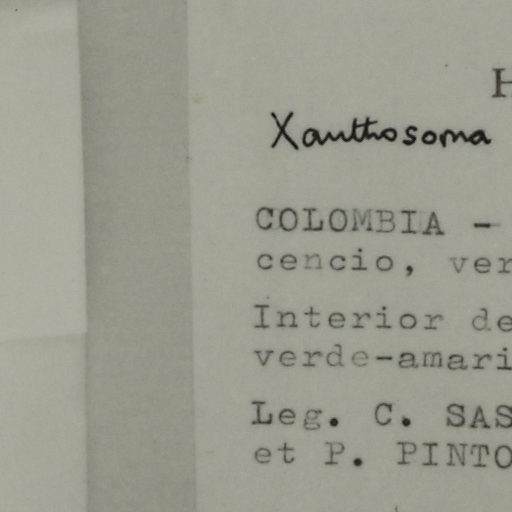 H
Xanthosoma
COLOMBIA -
cencio, ver
Interior de
verde-amari
Leg. C. SAS
et P. PINTO